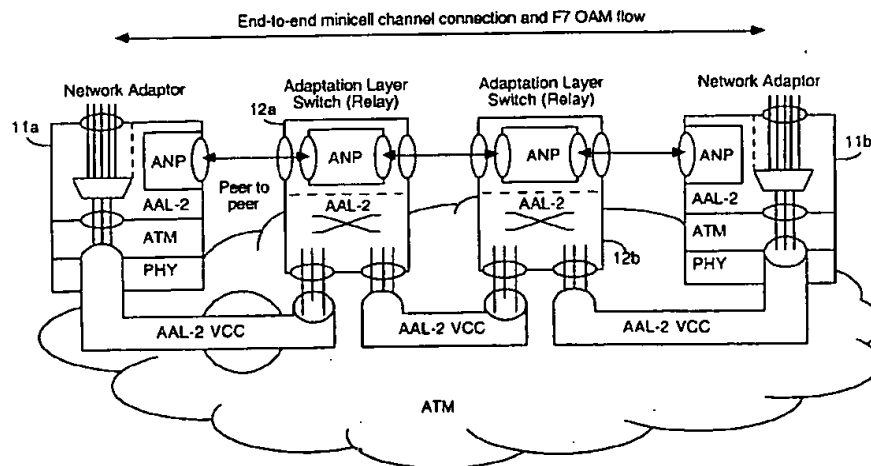 End-to-end minicell channel connection and F7 OAM flow
Network Adaptor
Adaptation Layer
Switch (Relay)
Adaptation Layer
Switch (Relay)
Network Adaptor
11a
12a
11b
ANP
ANP
ANP
ANP
Peer to
peer
AAL-2
AAL-2
AAL-2
AAL-2
ATM
ATM
PHY
PHY
12b
AAL-2 VCC
AAL-2 VCC
AAL-2 VCC
ATM